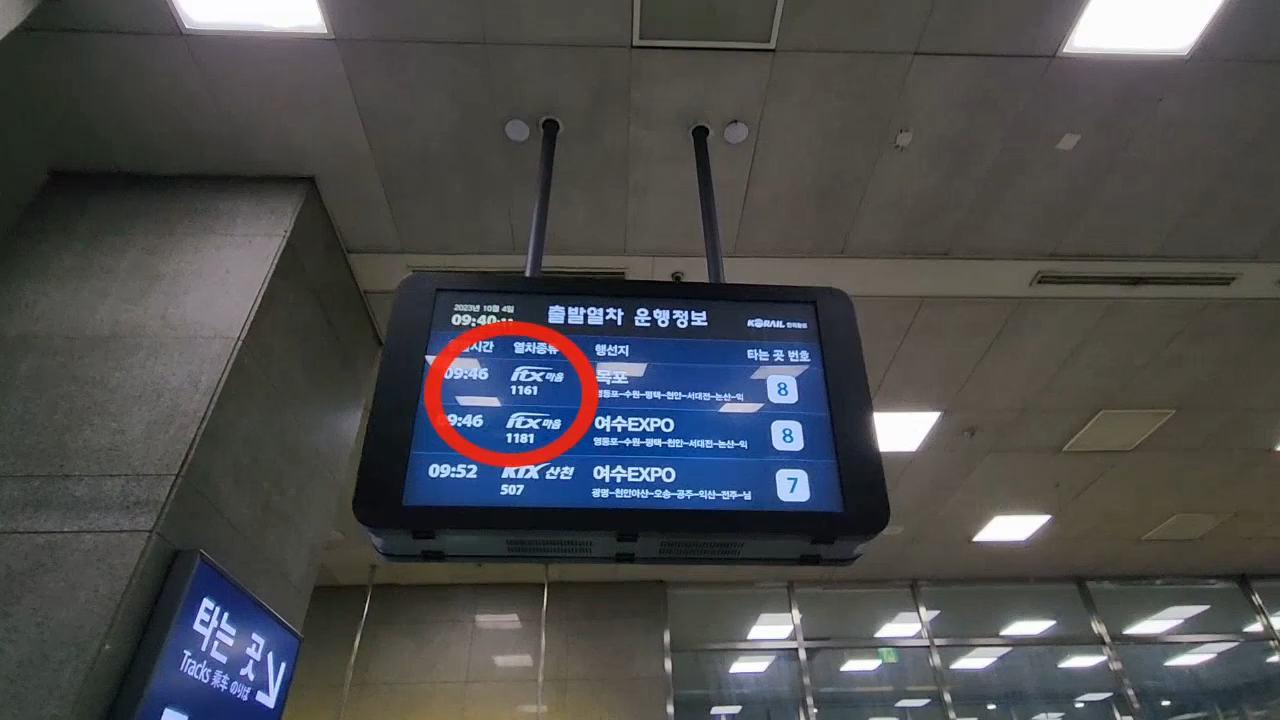 2023년 10월 4일
09:40
출발열차 운행정보
KORAIL
시간 열차종류 행선지 타는 곳 번호
09:46 ITX 마음 목포 8
1161 영등포-수원-평택-천안-서대전-논산-익
09:46 ITX 마음 여수EXPO 8
1181 영등포-수원-평택-천안-서대전-논산-익
09:52 KTX 산천 여수EXPO 7
507 광명-천안아산-오송-공주-익산-전주-남
타는 곳
Tracks 乘车 のりば